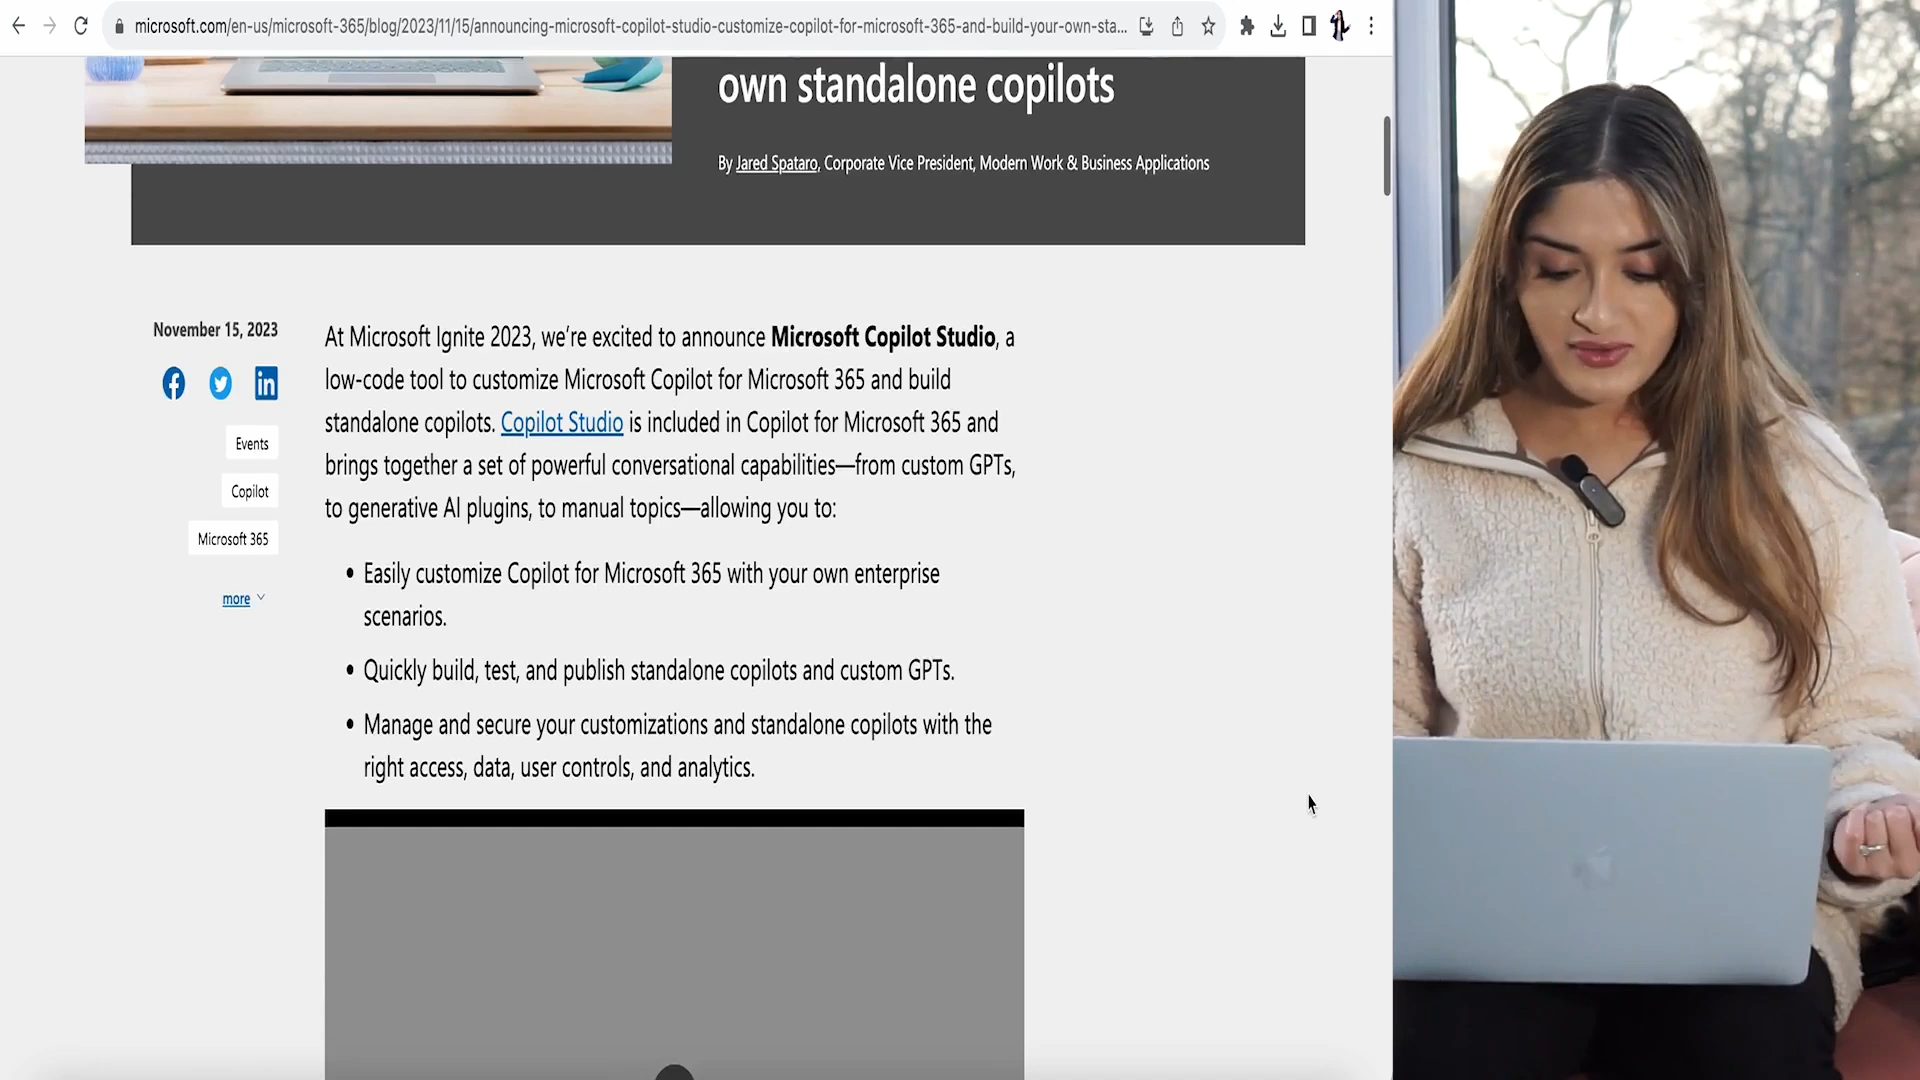 microsoft.com/en-us/microsoft-365/blog/2023/11/15/announcing-microsoft-copilot-studio-customize-copilot-for-microsoft-365-and-build-your-own-sta...
own standalone copilots
By Jared Spataro, Corporate Vice President, Modern Work & Business Applications
November 15, 2023
Events
Copilot
Microsoft 365
more
At Microsoft Ignite 2023, we’re excited to announce Microsoft Copilot Studio, a
low-code tool to customize Microsoft Copilot for Microsoft 365 and build
standalone copilots. Copilot Studio is included in Copilot for Microsoft 365 and
brings together a set of powerful conversational capabilities—from custom GPTs,
to generative AI plugins, to manual topics—allowing you to:
• Easily customize Copilot for Microsoft 365 with your own enterprise
scenarios.
• Quickly build, test, and publish standalone copilots and custom GPTs.
• Manage and secure your customizations and standalone copilots with the
right access, data, user controls, and analytics.